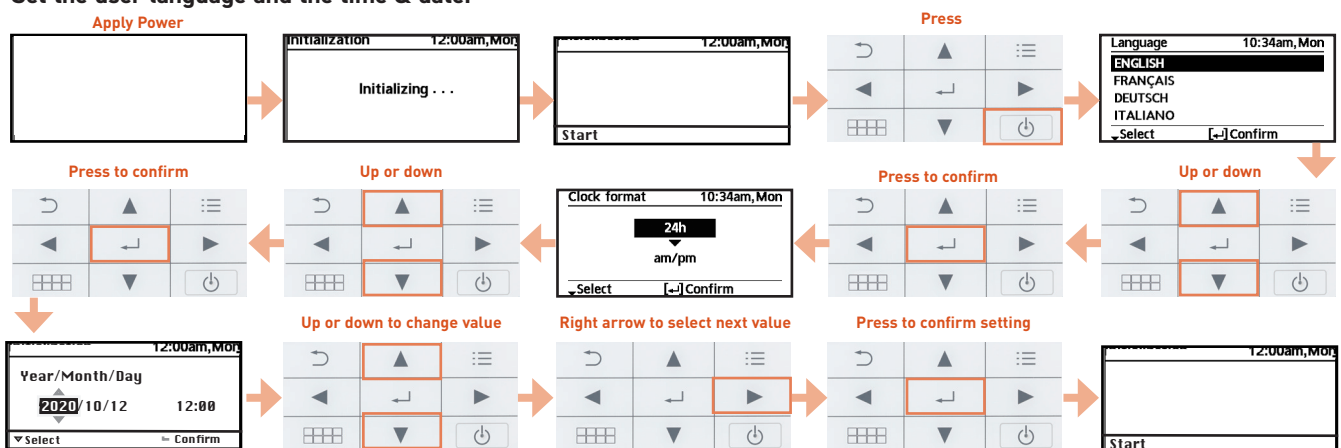 Set the user language and the time & date:
Apply Power
Press
Initialization 12:00am,Mon
Initializing . . .
12:00am,Mon
Start
Language 10:34am,Mon
ENGLISH
FRANÇAIS
DEUTSCH
ITALIANO
Select [↵]Confirm
Press to confirm
Up or down
Clock format 10:34am,Mon
24h
am/pm
Select [↵]Confirm
Press to confirm
Up or down
12:00am,Mon
Year/Month/Day
2020/10/12 12:00
Select Confirm
Up or down to change value
Right arrow to select next value
Press to confirm setting
12:00am,Mon
Start